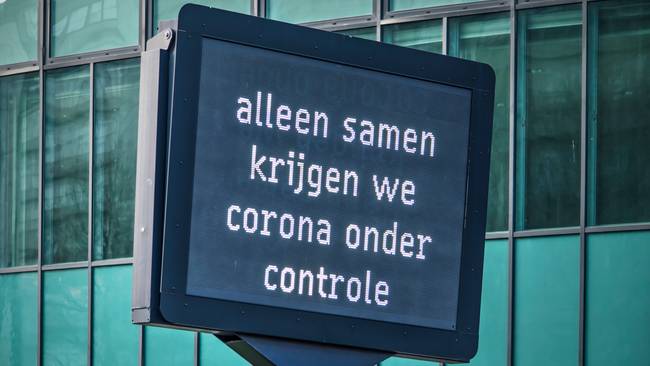 alleen samen
krijgen we
corona onder
controle